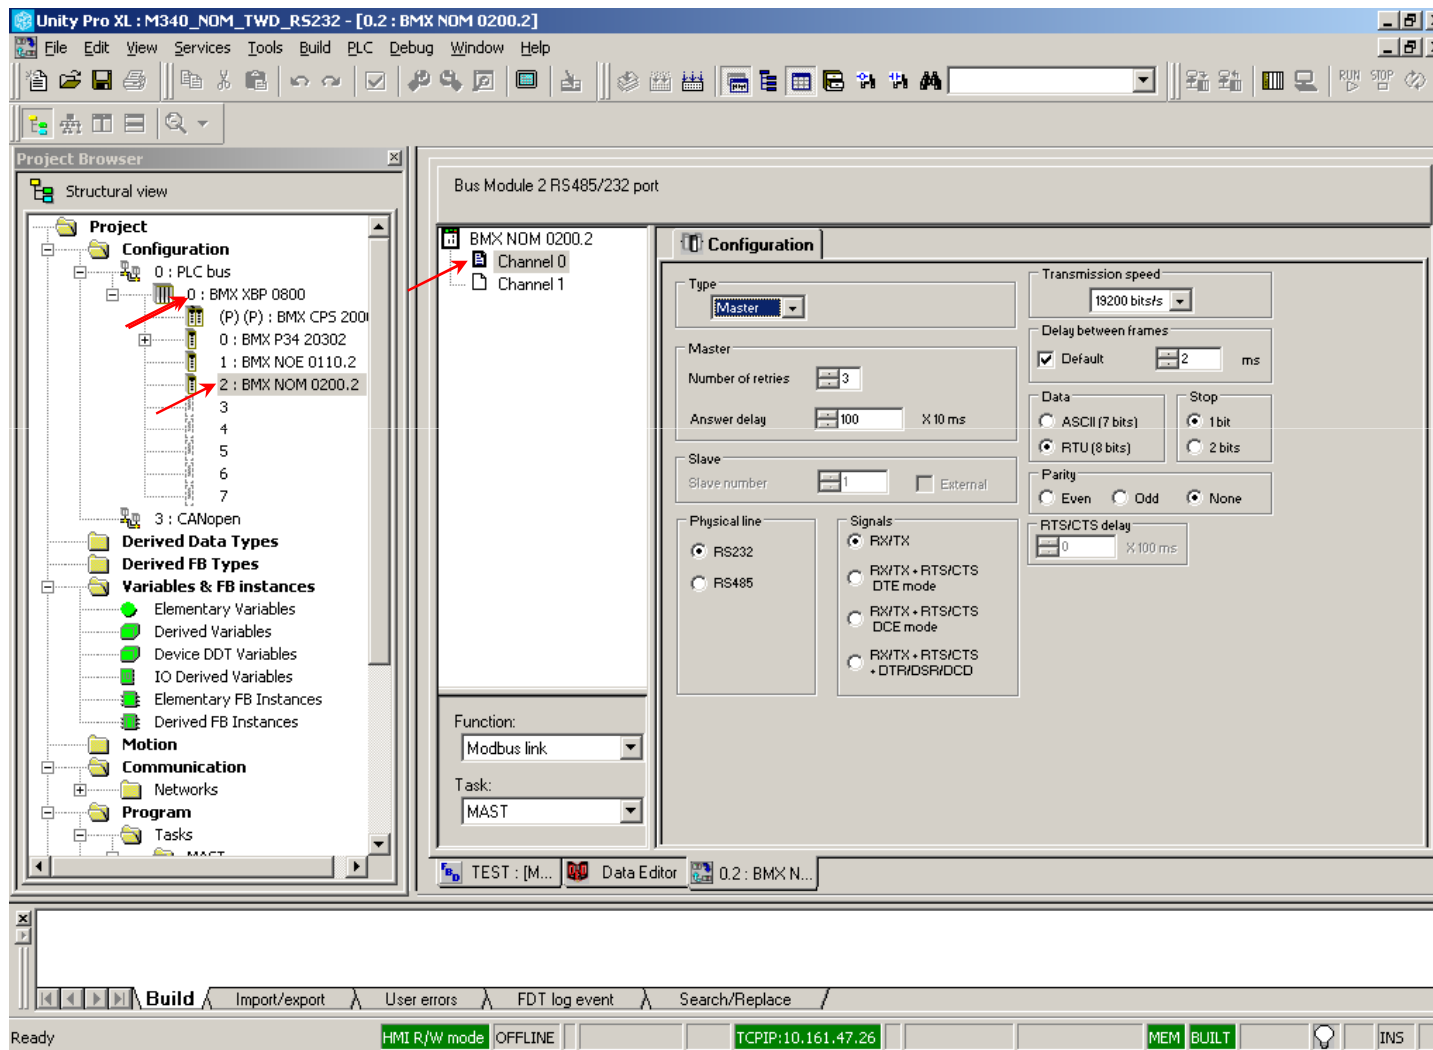 Unity Pro XL : M340_NOM_TWD_RS232 - [0.2 : BMX NOM 0200.2]
File Edit View Services Tools Build PLC Debug Window Help
RUN STOP
Project Browser
Structural view
Project
Configuration
0 : PLC bus
0 : BMX XBP 0800
(P) (P) : BMX CPS 200
0 : BMX P34 20302
1 : BMX NOE 0110.2
2 : BMX NOM 0200.2
3
4
5
6
7
3 : CANopen
Derived Data Types
Derived FB Types
Variables & FB instances
Elementary Variables
Derived Variables
Device DDT Variables
IO Derived Variables
Elementary FB Instances
Derived FB Instances
Motion
Communication
Networks
Program
Tasks
MAST
Bus Module 2 RS485/232 port
BMX NOM 0200.2
Channel 0
Channel 1
Function:
Modbus link
Task:
MAST
Configuration
Type
Master
Master
Number of retries 3
Answer delay 100 X 10 ms
Slave
Slave number 1 External
Physical line
RS232
RS485
Signals
RX/TX
RX/TX + RTS/CTS
DTE mode
RX/TX + RTS/CTS
DCE mode
RX/TX + RTS/CTS
+ DTR/DSR/DCD
Transmission speed
19200 bits/s
Delay between frames
Default 2 ms
Data
ASCII (7 bits)
RTU (8 bits)
Stop
1 bit
2 bits
Parity
Even Odd None
RTS/CTS delay
0 X 100 ms
TEST : [M... Data Editor 0.2 : BMX N...
Build Import/export User errors FDT log event Search/Replace
Ready HMI R/W mode OFFLINE TCPIP:10.161.47.26 MEM BUILT INS